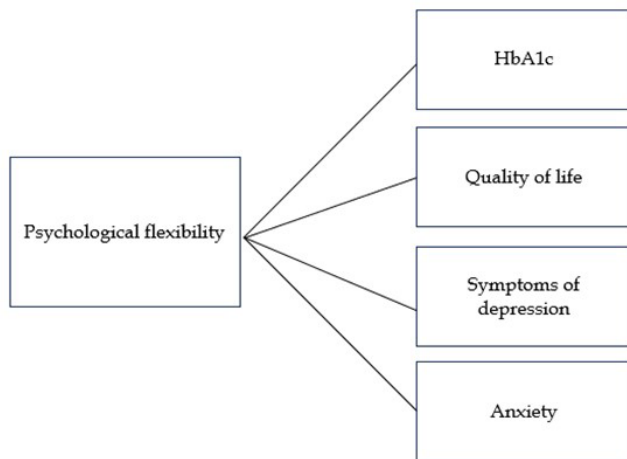 HbA1c
Quality of life
Psychological flexibility
Symptoms of
depression
Anxiety